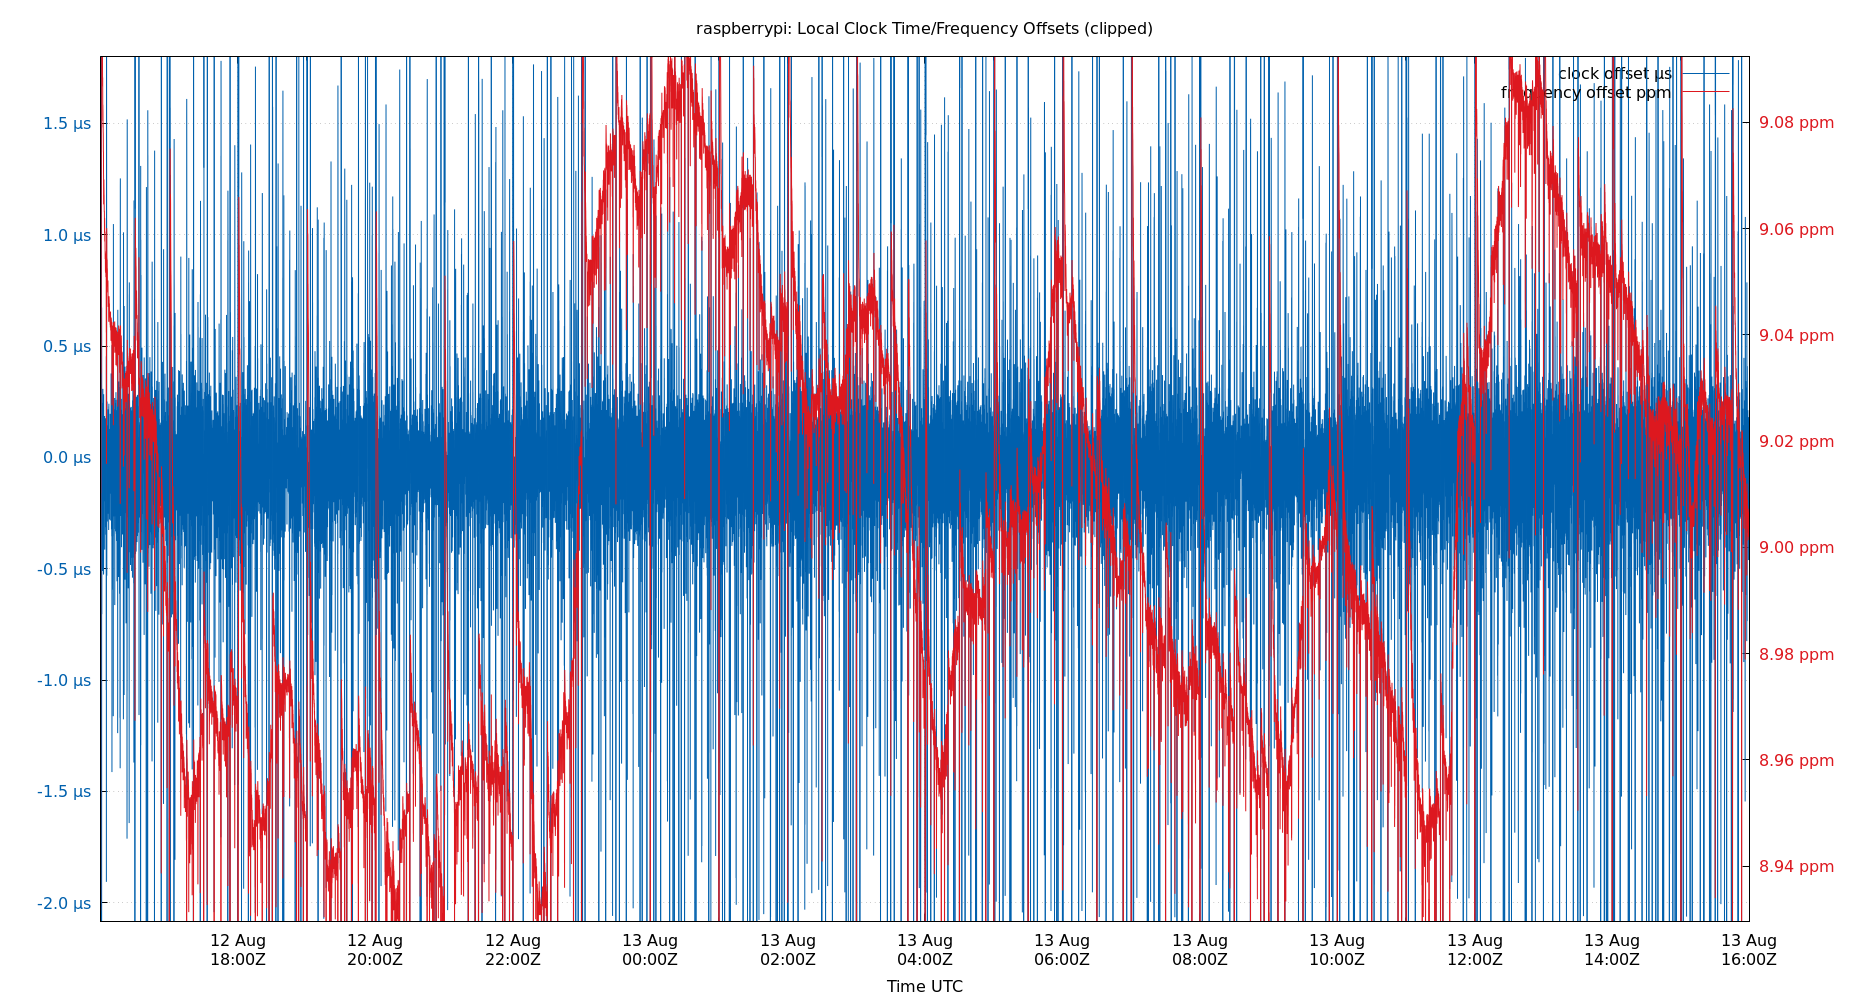 raspberrypi: Local Clock Time/Frequency Offsets (clipped)
clock offset µs
frequency offset ppm
1.5 µs
1.0 µs
0.5 µs
0.0 µs
-0.5 µs
-1.0 µs
-1.5 µs
-2.0 µs
9.08 ppm
9.06 ppm
9.04 ppm
9.02 ppm
9.00 ppm
8.98 ppm
8.96 ppm
8.94 ppm
12 Aug
18:00Z
12 Aug
20:00Z
12 Aug
22:00Z
13 Aug
00:00Z
13 Aug
02:00Z
13 Aug
04:00Z
13 Aug
06:00Z
13 Aug
08:00Z
13 Aug
10:00Z
13 Aug
12:00Z
13 Aug
14:00Z
13 Aug
16:00Z
Time UTC